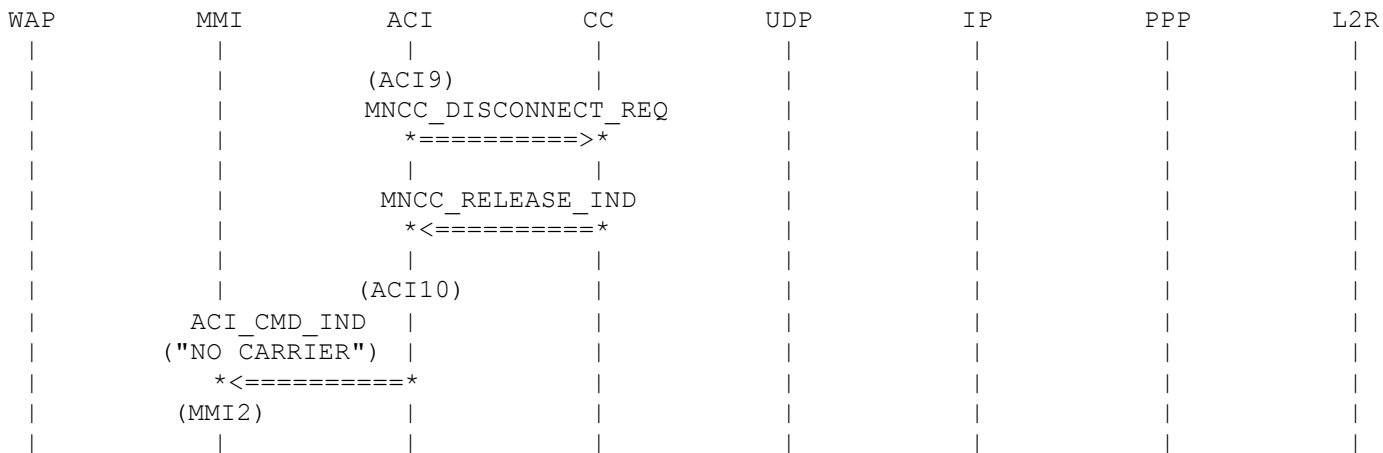 WAP MMI ACI CC UDP IP PPP L2R
| | | | | | | |
| | (ACI9) | | | | |
| | MNCC_DISCONNECT_REQ | | | |
| | *==========>* | | | |
| | | | | | | |
| | MNCC_RELEASE_IND | | | |
| | *<==========* | | | |
| | | | | | | |
| | (ACI10) | | | | |
| ACI_CMD_IND | | | | | |
| ("NO CARRIER") | | | | | |
| *<==========* | | | | |
| (MMI2) | | | | | |
| | | | | | | |